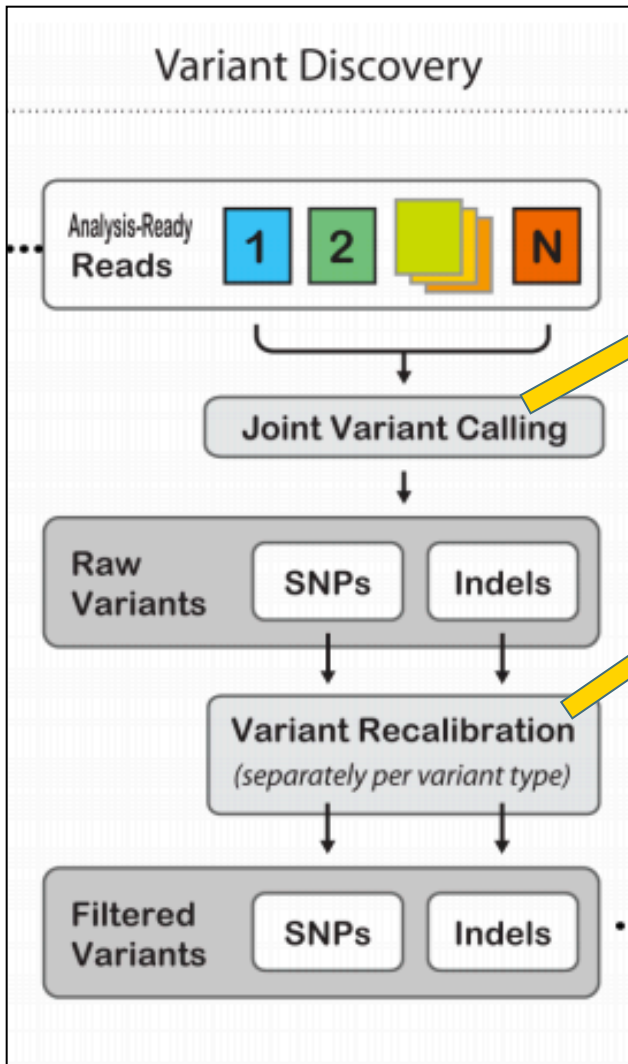 Variant Discovery
Analysis-Ready
Reads
1 2 N
Joint Variant Calling
Raw
Variants
SNPs Indels
Variant Recalibration
(separately per variant type)
Filtered
Variants
SNPs Indels